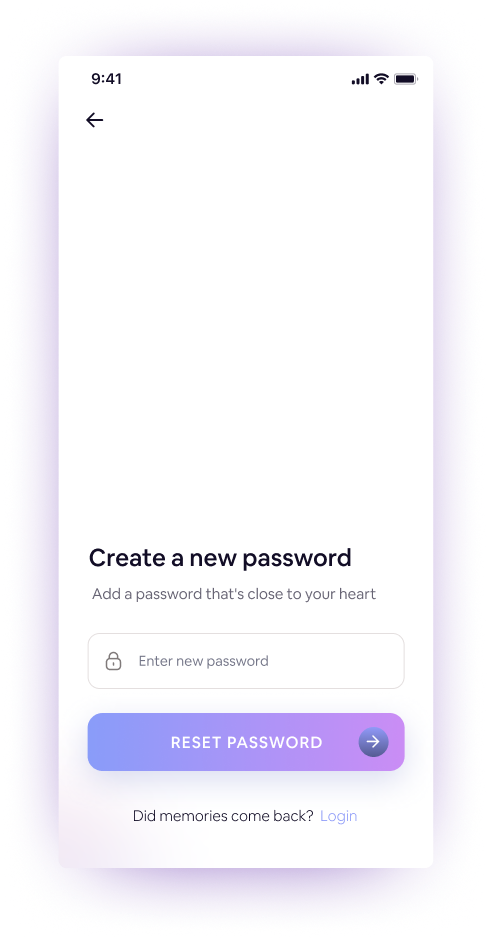 9:41
Create a new password
Add a password that's close to your heart
Enter new password
RESET PASSWORD
Did memories come back? Login